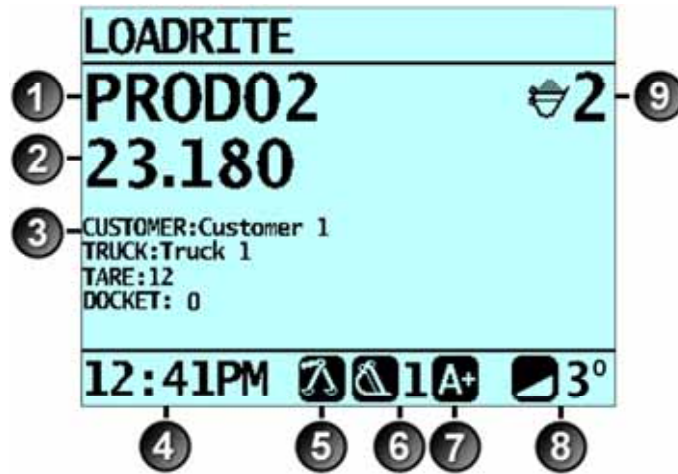 LOADRITE
1 PROD02 2 9
2 23.180
3 CUSTOMER:Customer 1
TRUCK:Truck 1
TARE:12
DOCKET: 0
12:41PM 1 A+ 3°
4 5 6 7 8